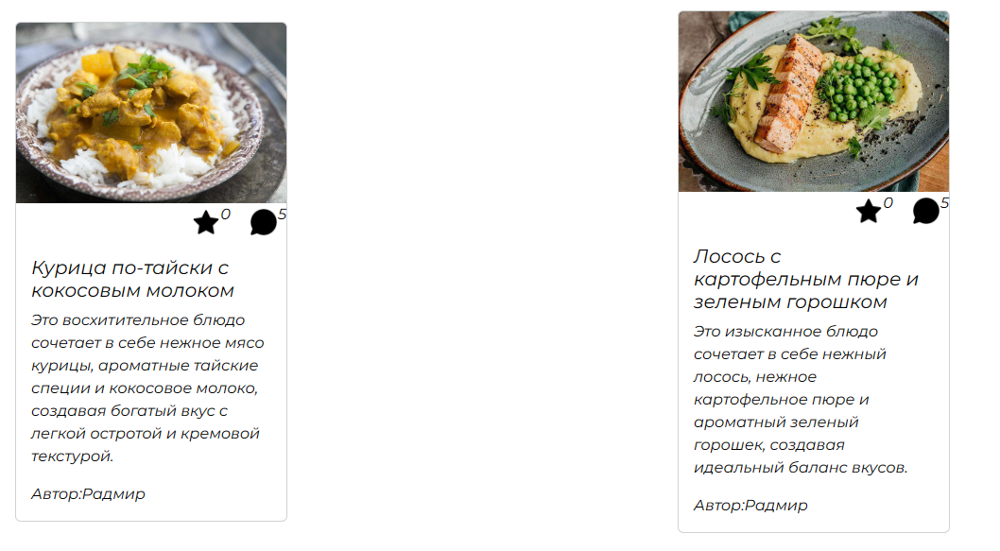 0 5
Курица по-тайски с
кокосовым молоком
Это восхитительное блюдо
сочетает в себе нежное мясо
курицы, ароматные тайские
специи и кокосовое молоко,
создавая богатый вкус с
легкой остротой и кремовой
текстурой.
Автор:Радмир
0 5
Лосось с
картофельным пюре и
зеленым горошком
Это изысканное блюдо
сочетает в себе нежный
лосось, нежное
картофельное пюре и
ароматный зеленый
горошек, создавая
идеальный баланс вкусов.
Автор:Радмир